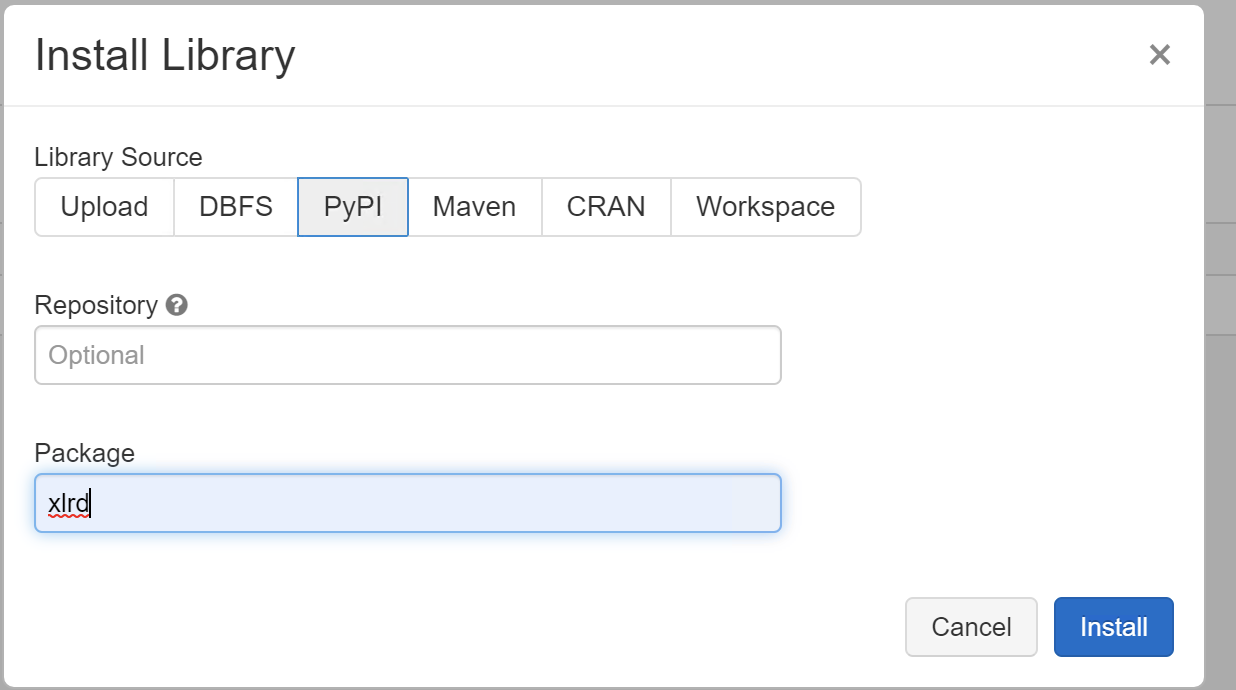 Install Library
Library Source
Upload DBFS PyPI Maven CRAN Workspace
Repository
Optional
Package
xlrd
Cancel Install